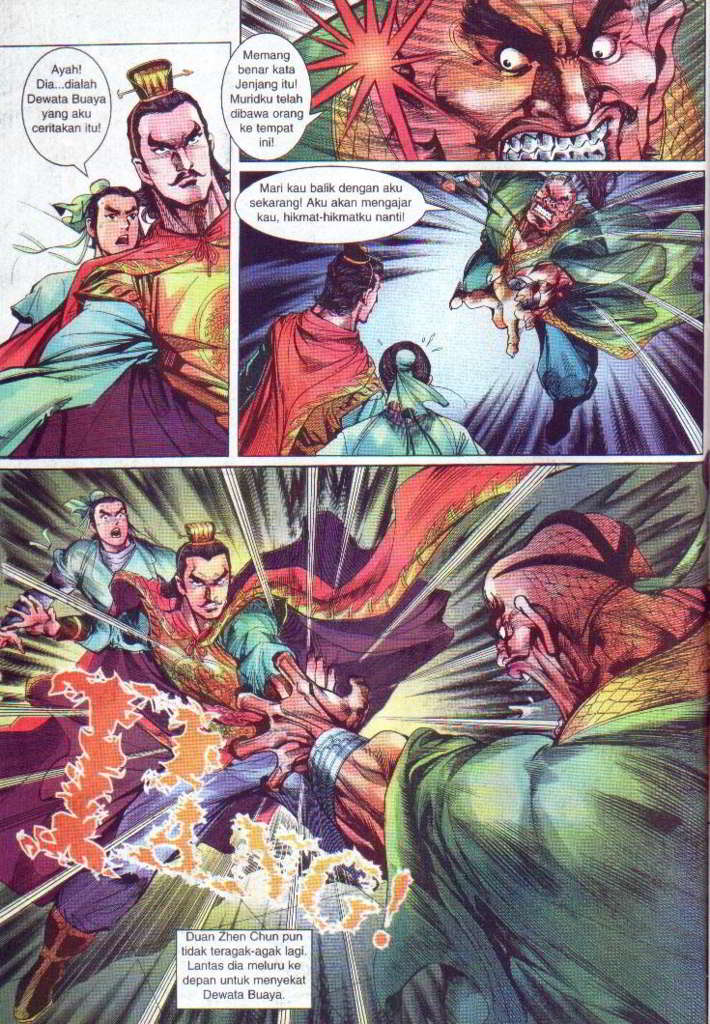 Ayah!
Dia...dialah
Dewata Buaya
yang aku
ceritakan itu!
Memang
benar kata
Jenjang itu!
Muridku telah
dibawa orang
ke tempat
ini!
Mari kau balik dengan aku
sekarang! Aku akan mengajar
kau, hikmat-hikmatku nanti!
Duan Zhen Chun pun
tidak teragak-agak lagi.
Lantas dia meluru ke
depan untuk menyekat
Dewata Buaya.